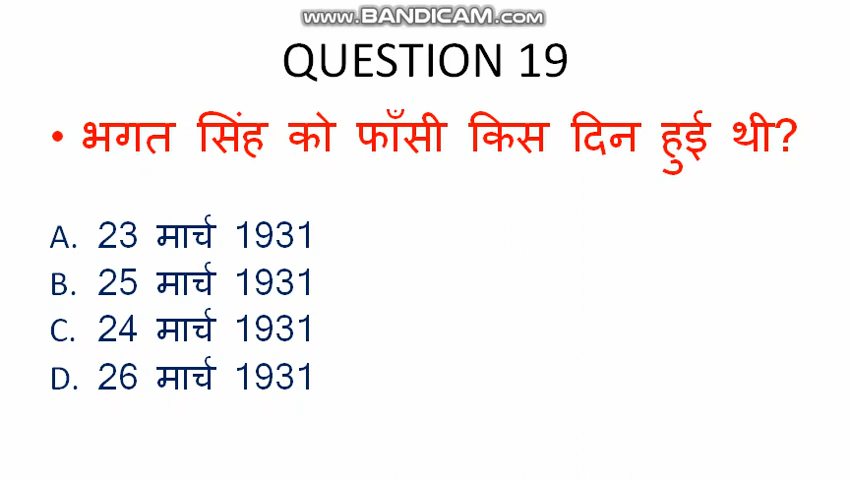 www.BANDICAM.com
QUESTION 19
• भगत सिंह को फाँसी किस दिन हुई थी?
A. 23 मार्च 1931
B. 25 मार्च 1931
C. 24 मार्च 1931
D. 26 मार्च 1931